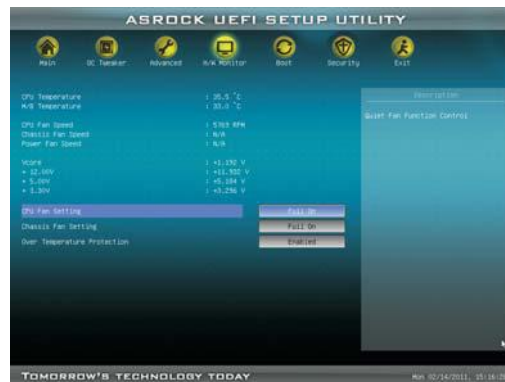 ASROCK UEFI SETUP UTILITY
Main OC Tweaker Advanced H/W Monitor Boot Security Exit
CPU Temperature : 35.5 °C
M/B Temperature : 33.0 °C
CPU Fan Speed : 5769 RPM
Chassis Fan Speed : N/A
Power Fan Speed : N/A
Vcore : +1.192 V
+ 12.00V : +11.932 V
+ 5.00V : +5.184 V
+ 3.30V : +3.296 V
CPU Fan Setting Full On
Chassis Fan Setting Full On
Over Temperature Protection Enabled
Description
Quiet Fan Function Control
TOMORROW'S TECHNOLOGY TODAY
Mon 02/14/2011,